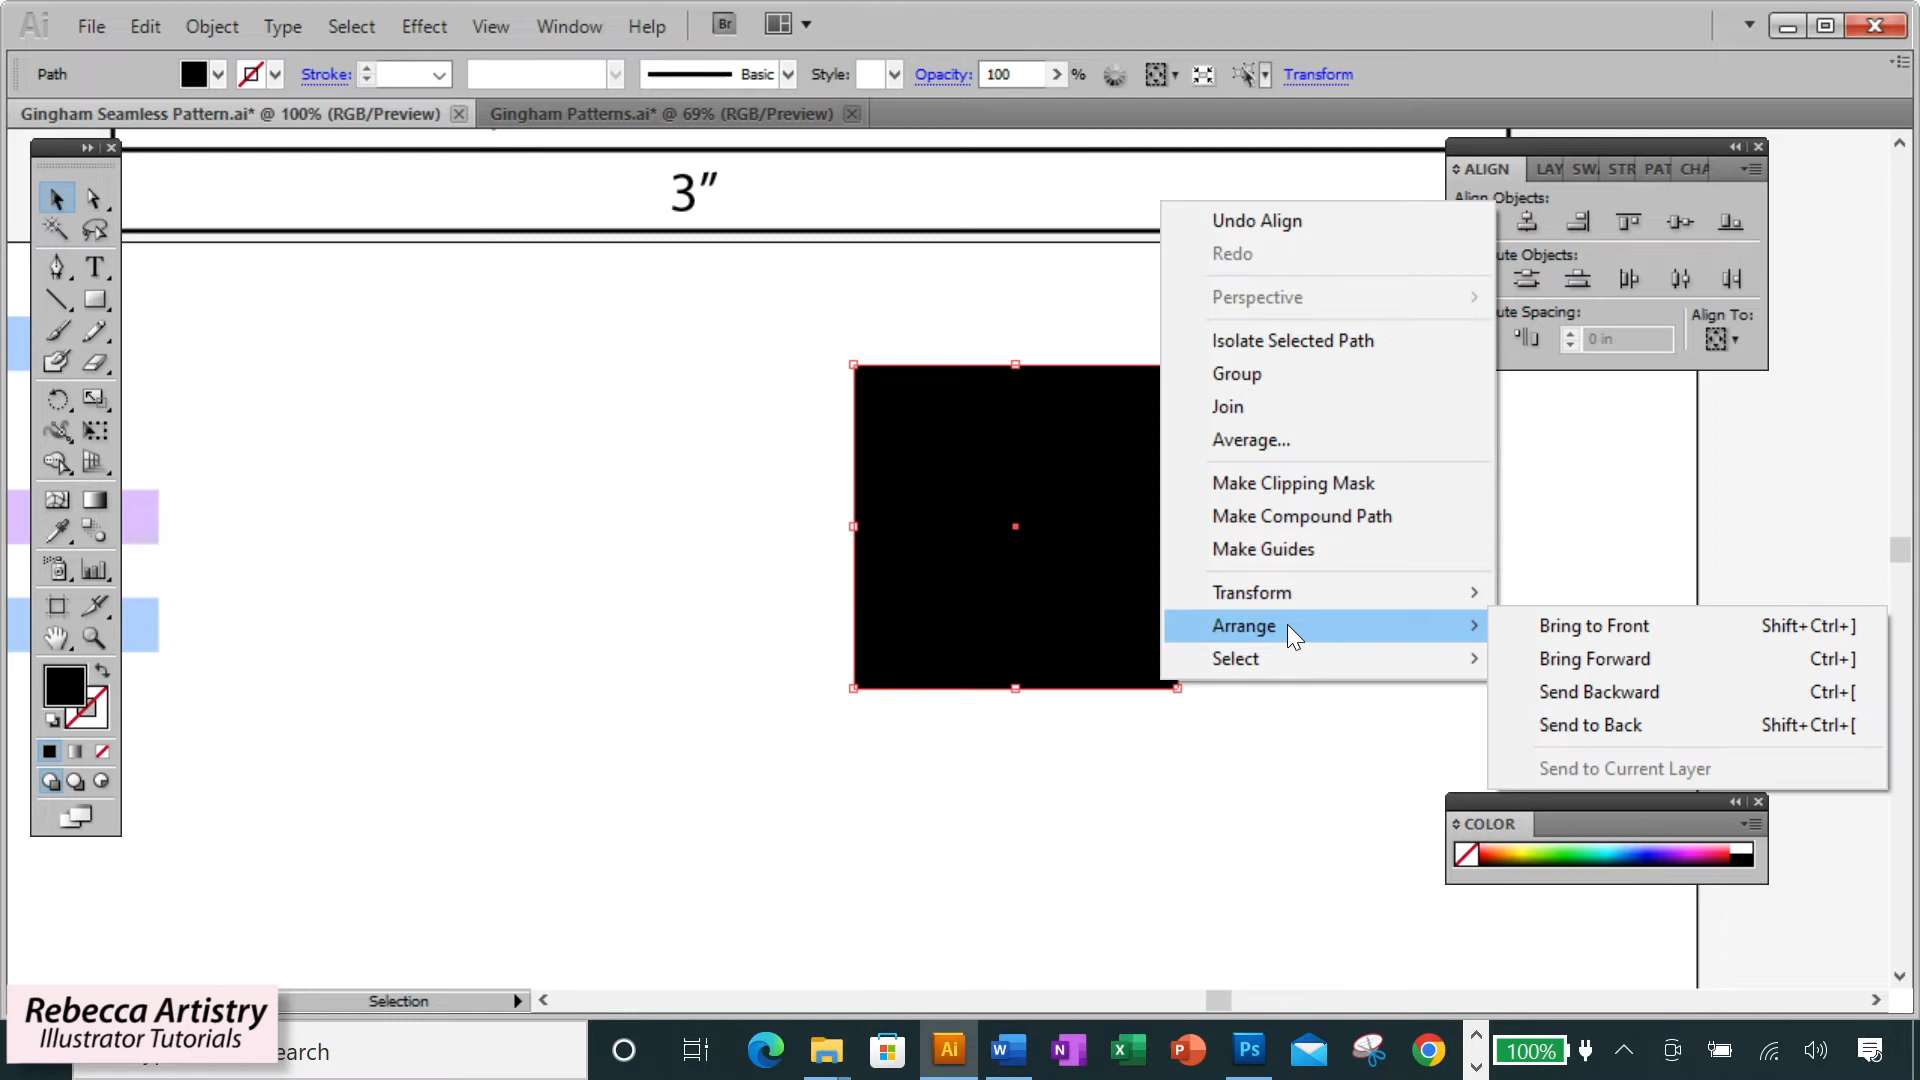 Ai File Edit Object Type Select Effect View Window Help Br
Path Stroke: Basic Style: Opacity: 100 % Transform
Gingham Seamless Pattern.ai* @ 100% (RGB/Preview) Gingham Patterns.ai* @ 69% (RGB/Preview)
3"
ALIGN LAY SWA STR PAT CHA
Align Objects:
ute Objects:
ute Spacing: Align To:
0 in
Undo Align
Redo
Perspective
Isolate Selected Path
Group
Join
Average...
Make Clipping Mask
Make Compound Path
Make Guides
Transform
Arrange
Select
Bring to Front Shift+Ctrl+]
Bring Forward Ctrl+]
Send Backward Ctrl+[
Send to Back Shift+Ctrl+[
Send to Current Layer
COLOR
T
Selection
Rebecca Artistry
Illustrator Tutorials
earch
Ai W N X P Ps 100%